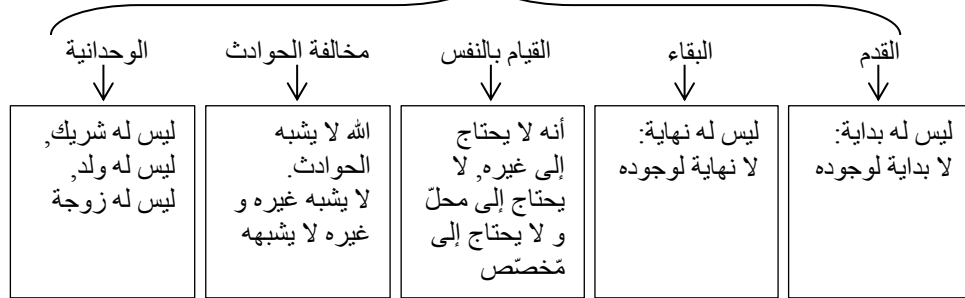 القدم
البقاء
القيام بالنفس
مخالفة الحوادث
الوحدانية
ليس له بداية:
لا بداية لوجوده
ليس له نهاية:
لا نهاية لوجوده
أنه لا يحتاج
إلى غيره, لا
يحتاج إلى محلّ
و لا يحتاج إلى
مّخصّص
الله لا يشبه
الحوادث.
لا يشبه غيره و
غيره لا يشبهه
ليس له شريك,
ليس له ولد,
ليس له زوجة